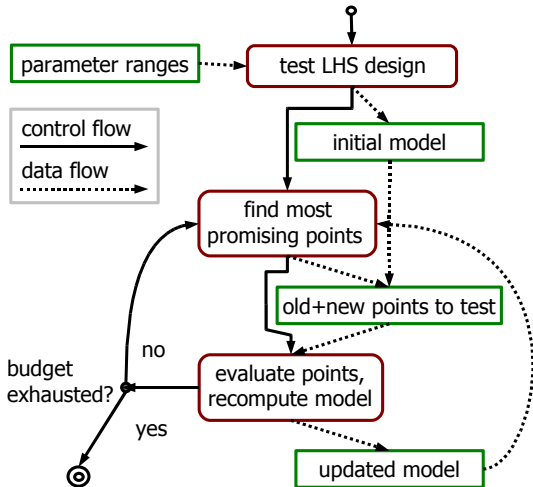 test LHS design
parameter ranges
control flow
data flow
initial model
find most
promising points
old+new points to test
no
budget
exhausted?
evaluate points,
recompute model
yes
updated model